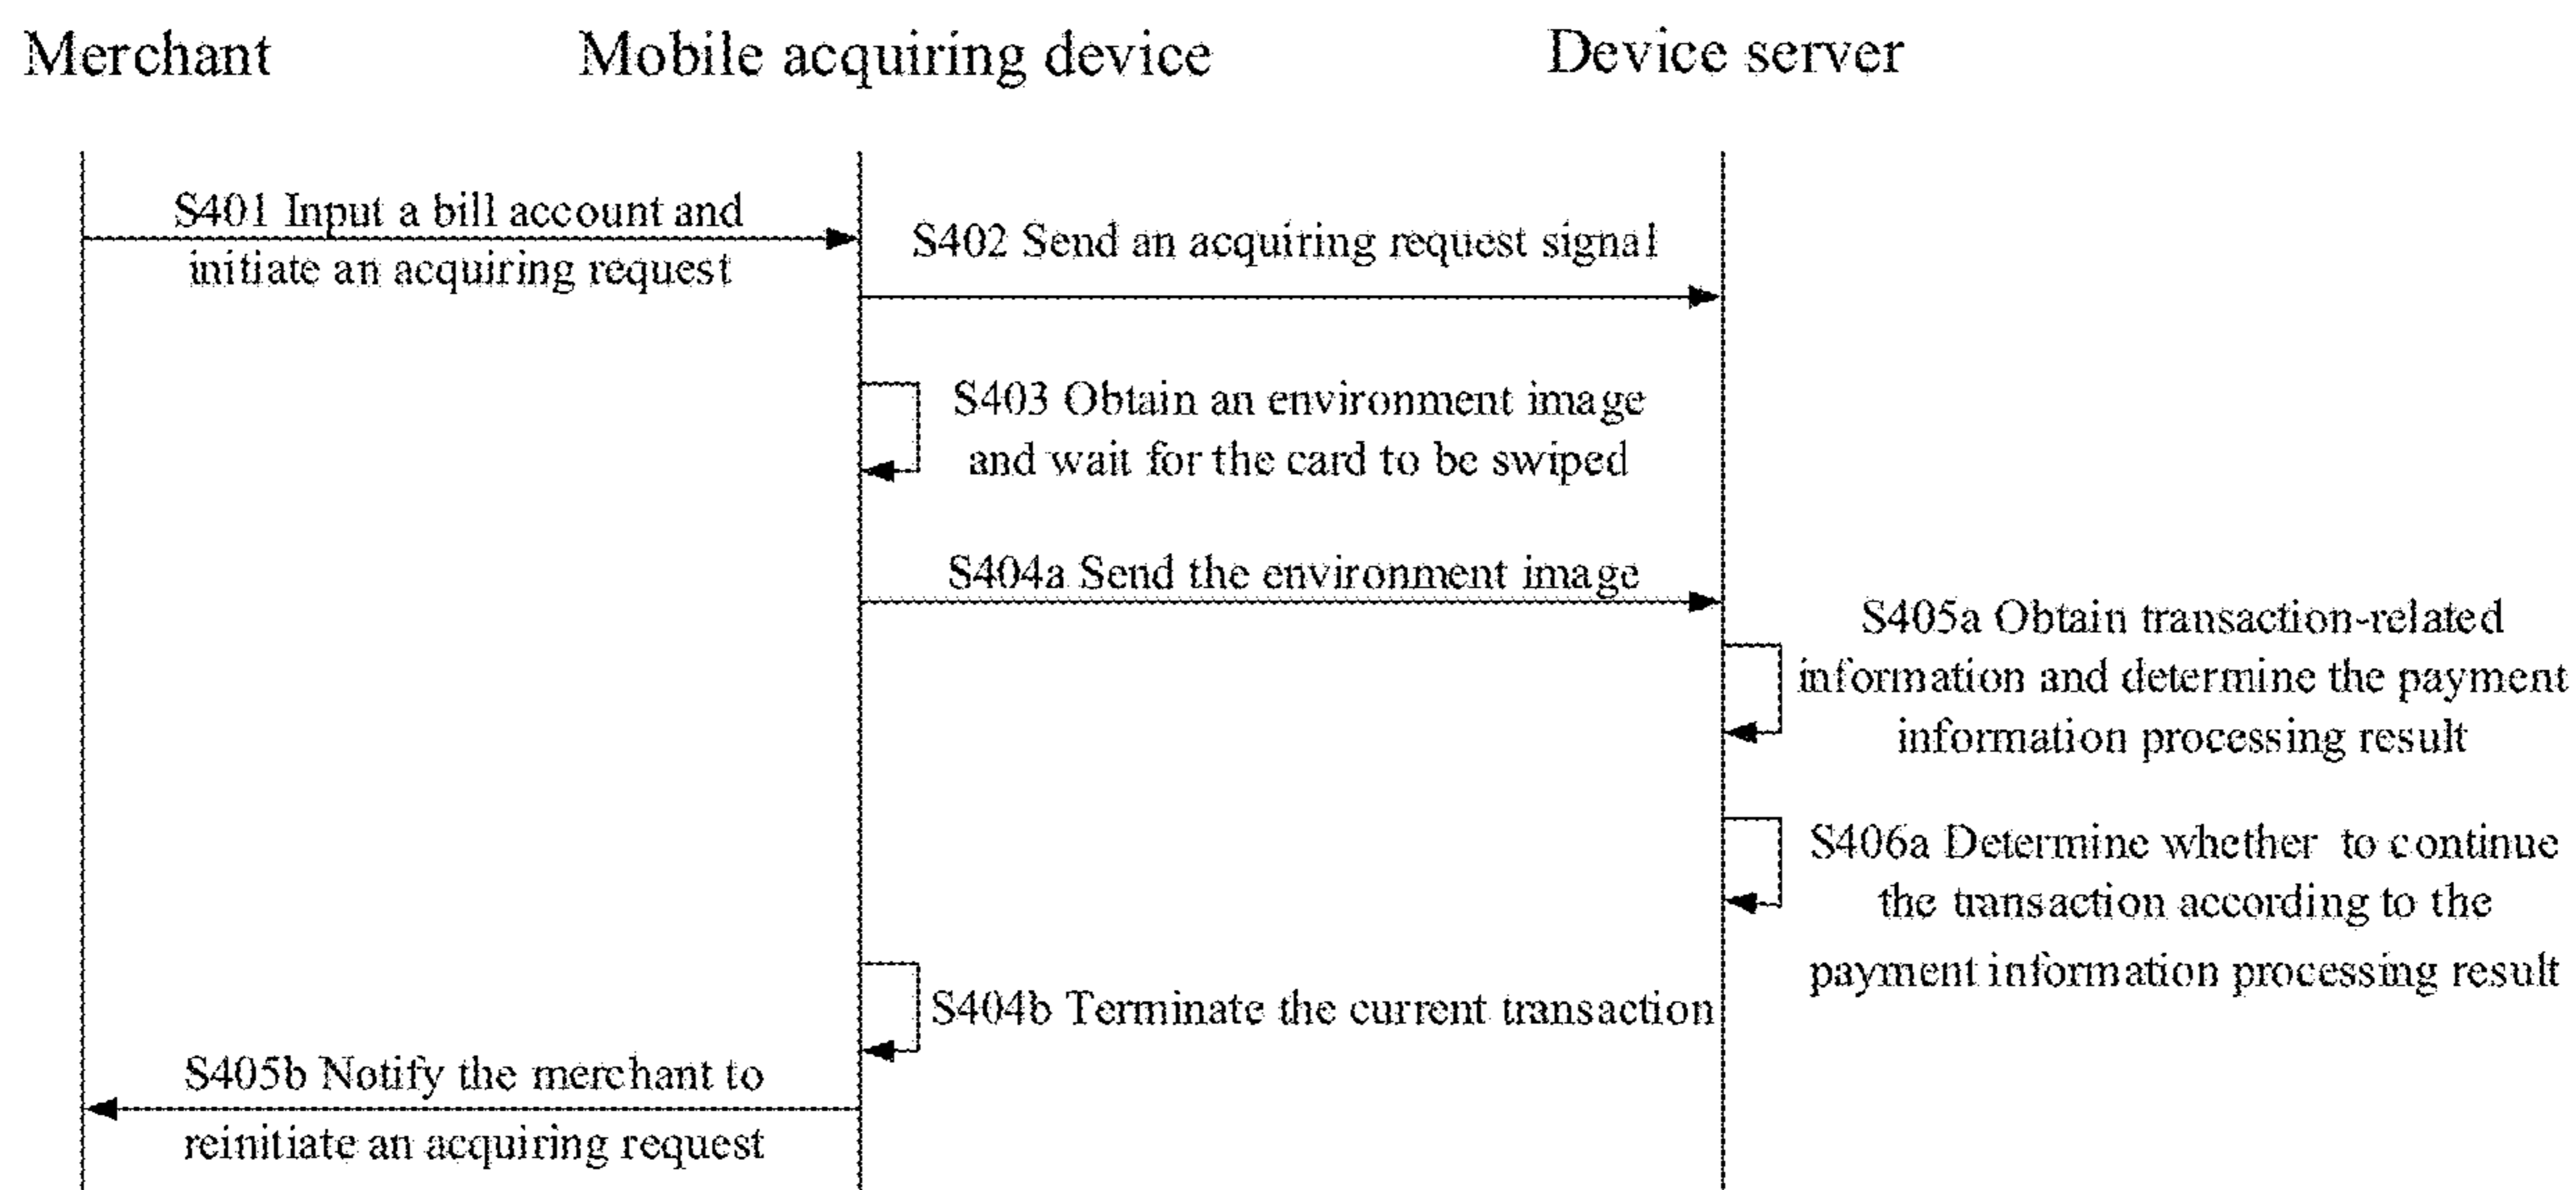 Merchant
Mobile acquiring device
Device server
S401 Input a bill account and
initiate an acquiring request
S402 Send an acquiring request signal
S403 Obtain an environment image
and wait for the card to be swiped
S404a Send the environment image
S405a Obtain transaction-related
information and determine the payment
information processing result
S406a Determine whether to continue
the transaction according to the
payment information processing result
S404b Terminate the current transaction
S405b Notify the merchant to
reinitiate an acquiring request